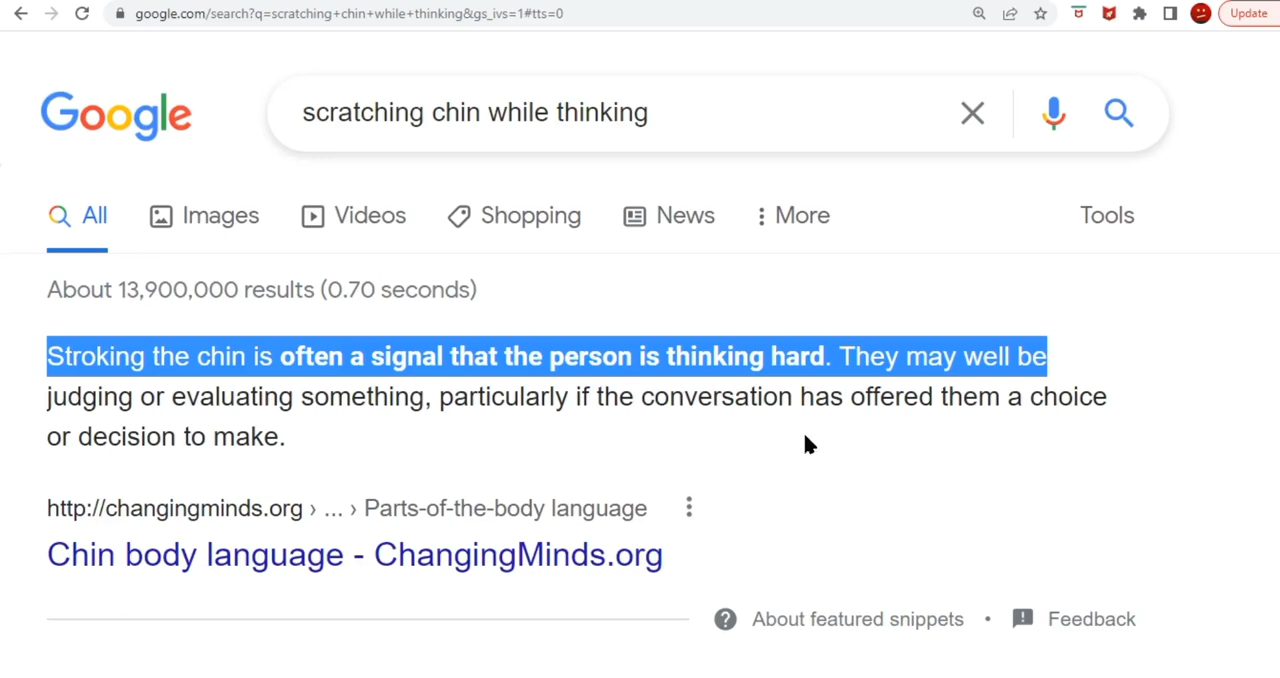 google.com/search?q=scratching+chin+while+thinking&gs_ivs=1#tts=0
Update
Google
scratching chin while thinking
All Images Videos Shopping News More Tools
About 13,900,000 results (0.70 seconds)
Stroking the chin is often a signal that the person is thinking hard. They may well be
judging or evaluating something, particularly if the conversation has offered them a choice
or decision to make.
http://changingminds.org › ... › Parts-of-the-body language
Chin body language - ChangingMinds.org
About featured snippets • Feedback